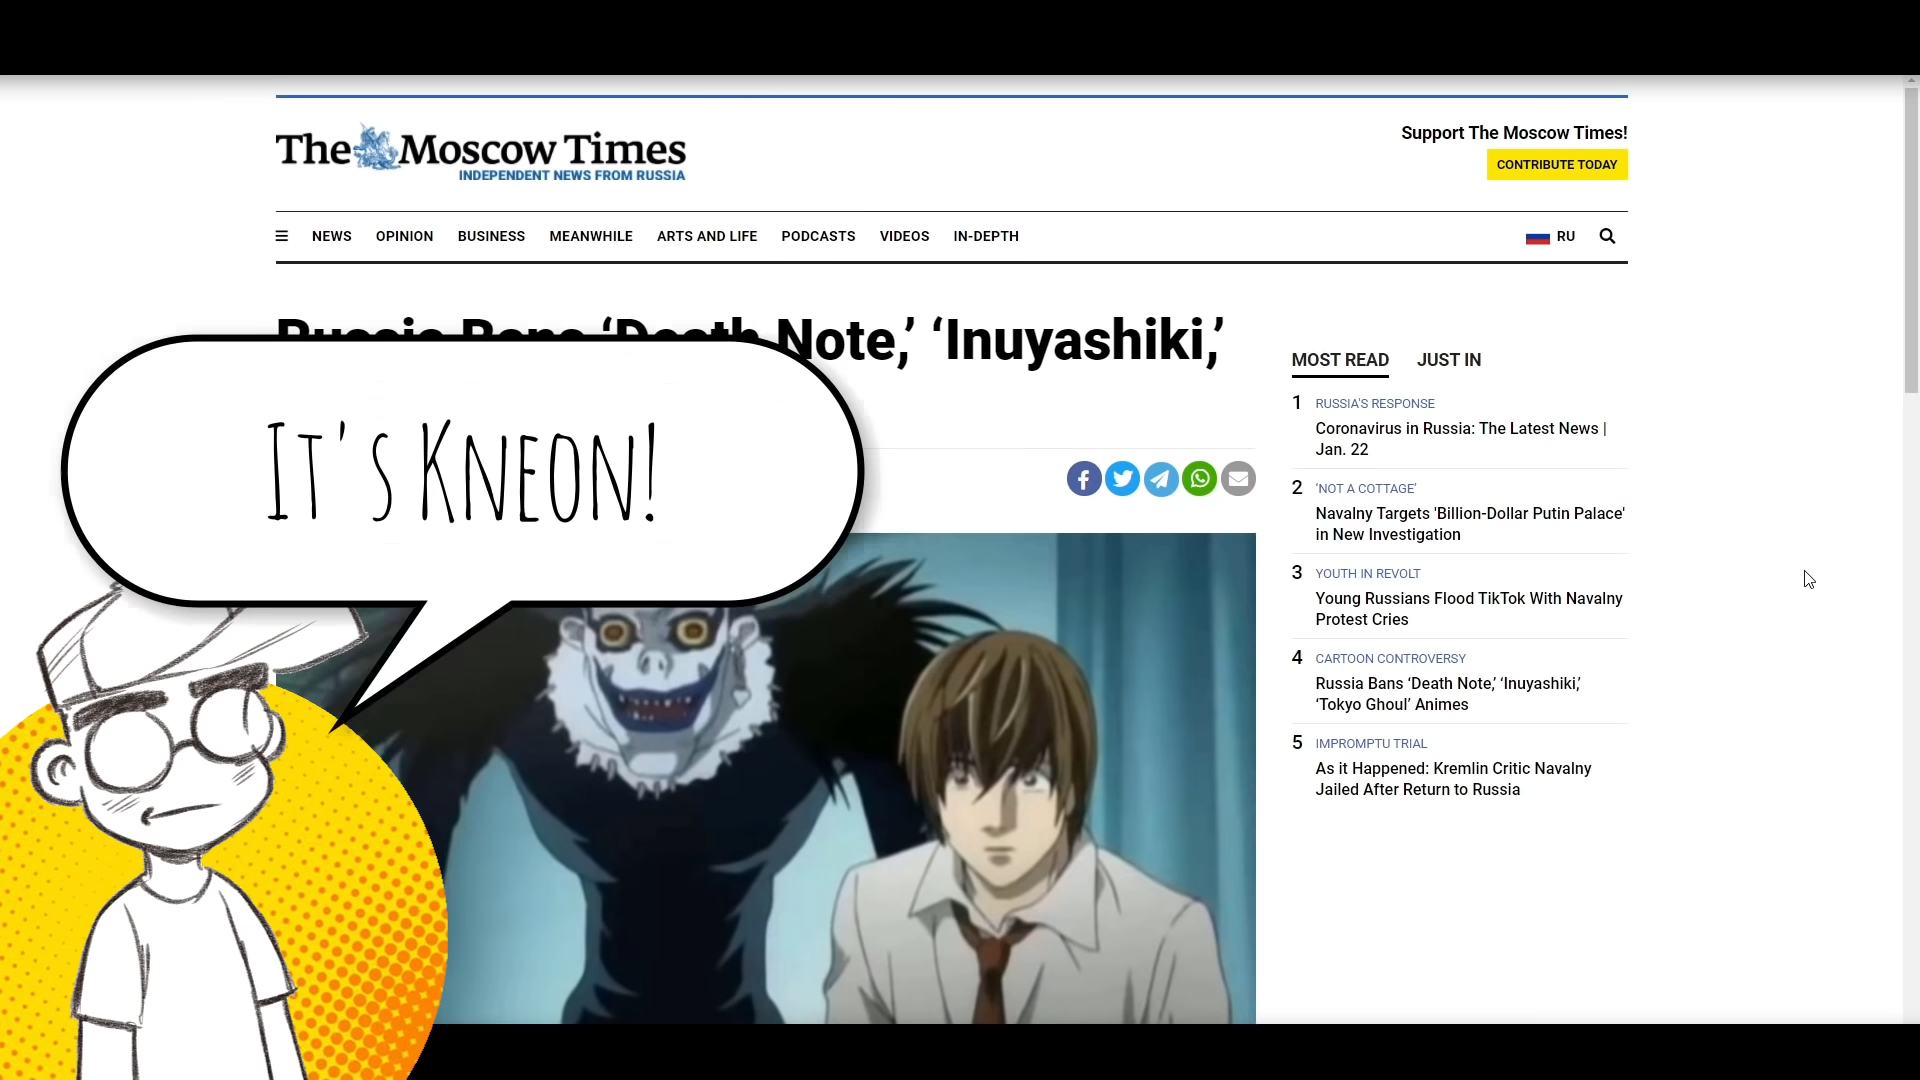 The Moscow Times
INDEPENDENT NEWS FROM RUSSIA
Support The Moscow Times!
CONTRIBUTE TODAY
NEWS OPINION BUSINESS MEANWHILE ARTS AND LIFE PODCASTS VIDEOS IN-DEPTH RU
Russia Bans ‘Death Note,’ ‘Inuyashiki,’
IT'S KNEON!
MOST READ JUST IN
1 RUSSIA'S RESPONSE
Coronavirus in Russia: The Latest News |
Jan. 22
2 ‘NOT A COTTAGE’
Navalny Targets 'Billion-Dollar Putin Palace'
in New Investigation
3 YOUTH IN REVOLT
Young Russians Flood TikTok With Navalny
Protest Cries
4 CARTOON CONTROVERSY
Russia Bans ‘Death Note,’ ‘Inuyashiki,’
‘Tokyo Ghoul’ Animes
5 IMPROMPTU TRIAL
As it Happened: Kremlin Critic Navalny
Jailed After Return to Russia